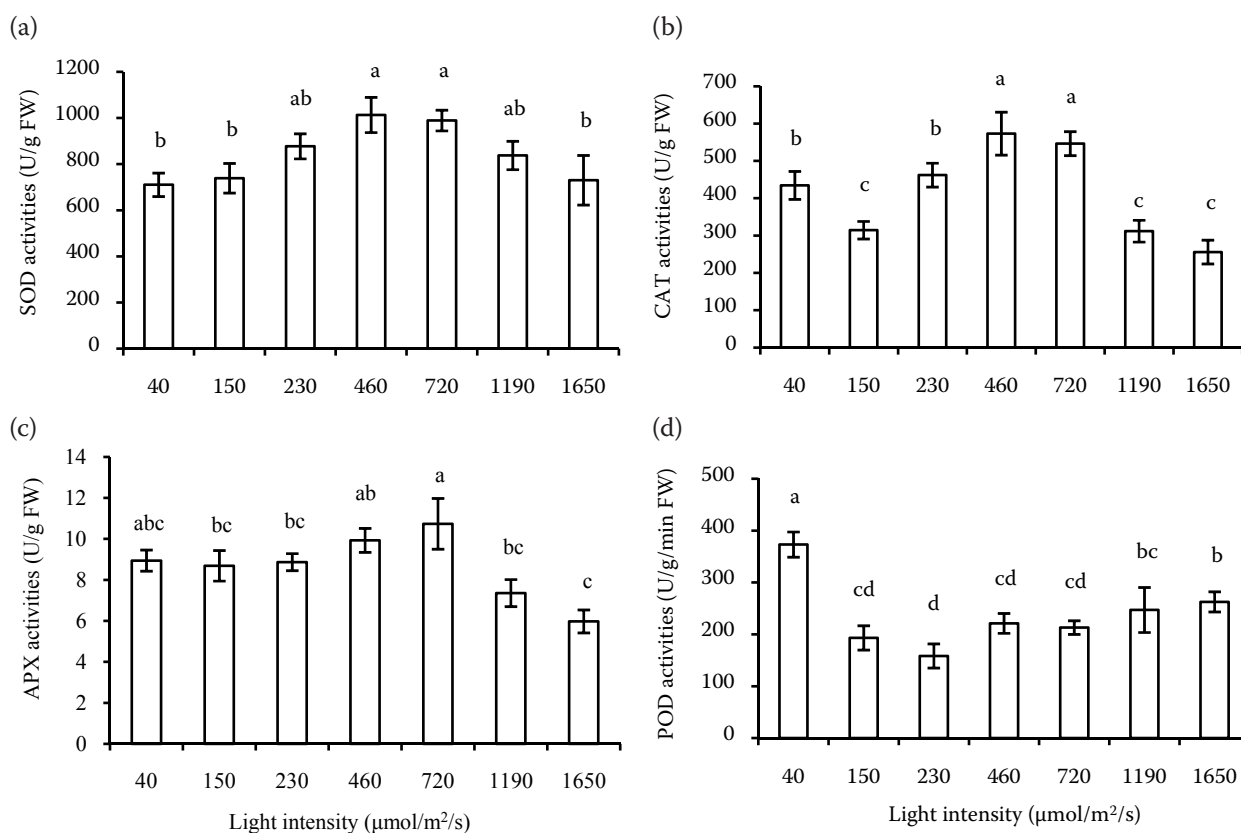 (a)
SOD activities (U/g FW)
1200
1000
800
600
400
200
0
b b ab a a ab b
40 150 230 460 720 1190 1650
(b)
CAT activities (U/g FW)
700
600
500
400
300
200
100
0
b c b a a c c
40 150 230 460 720 1190 1650
(c)
APX activities (U/g FW)
14
12
10
8
6
4
2
0
abc bc bc ab a bc c
40 150 230 460 720 1190 1650
Light intensity (μmol/m²/s)
(d)
POD activities (U/g/min FW)
500
400
300
200
100
0
a cd d cd cd bc b
40 150 230 460 720 1190 1650
Light intensity (μmol/m²/s)